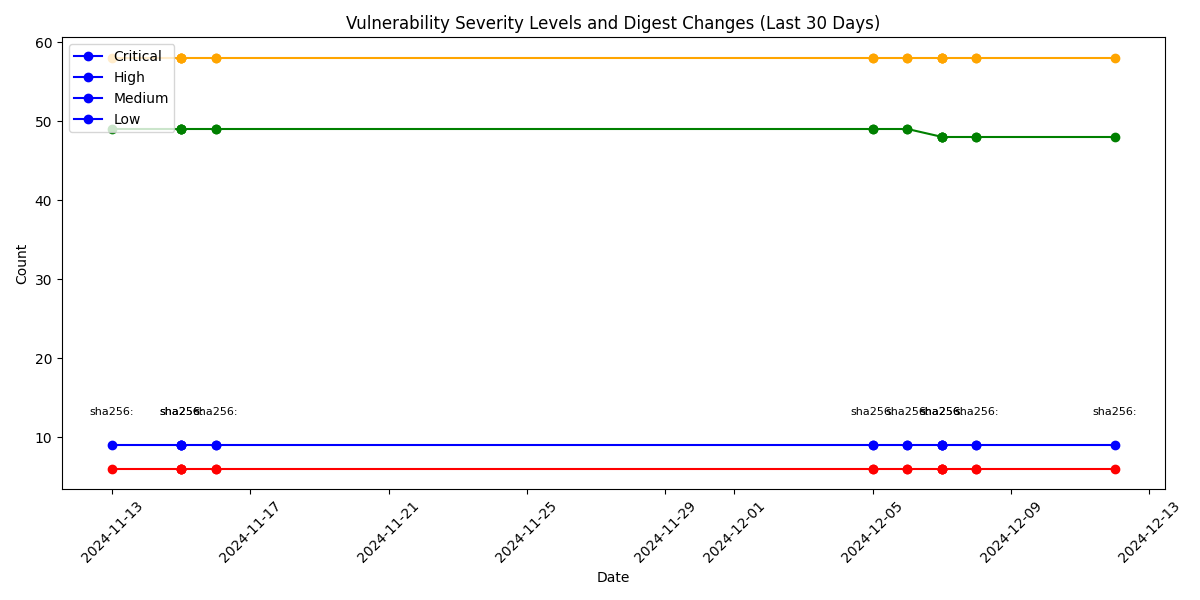 Vulnerability Severity Levels and Digest Changes (Last 30 Days)
Critical
High
Medium
Low
Count
60
50
40
30
20
10
sha256: sha256: sha256: sha256: sha256: sha256: sha256: sha256:
2024-11-13 2024-11-17 2024-11-21 2024-11-25 2024-11-29 2024-12-01 2024-12-05 2024-12-09 2024-12-13
Date